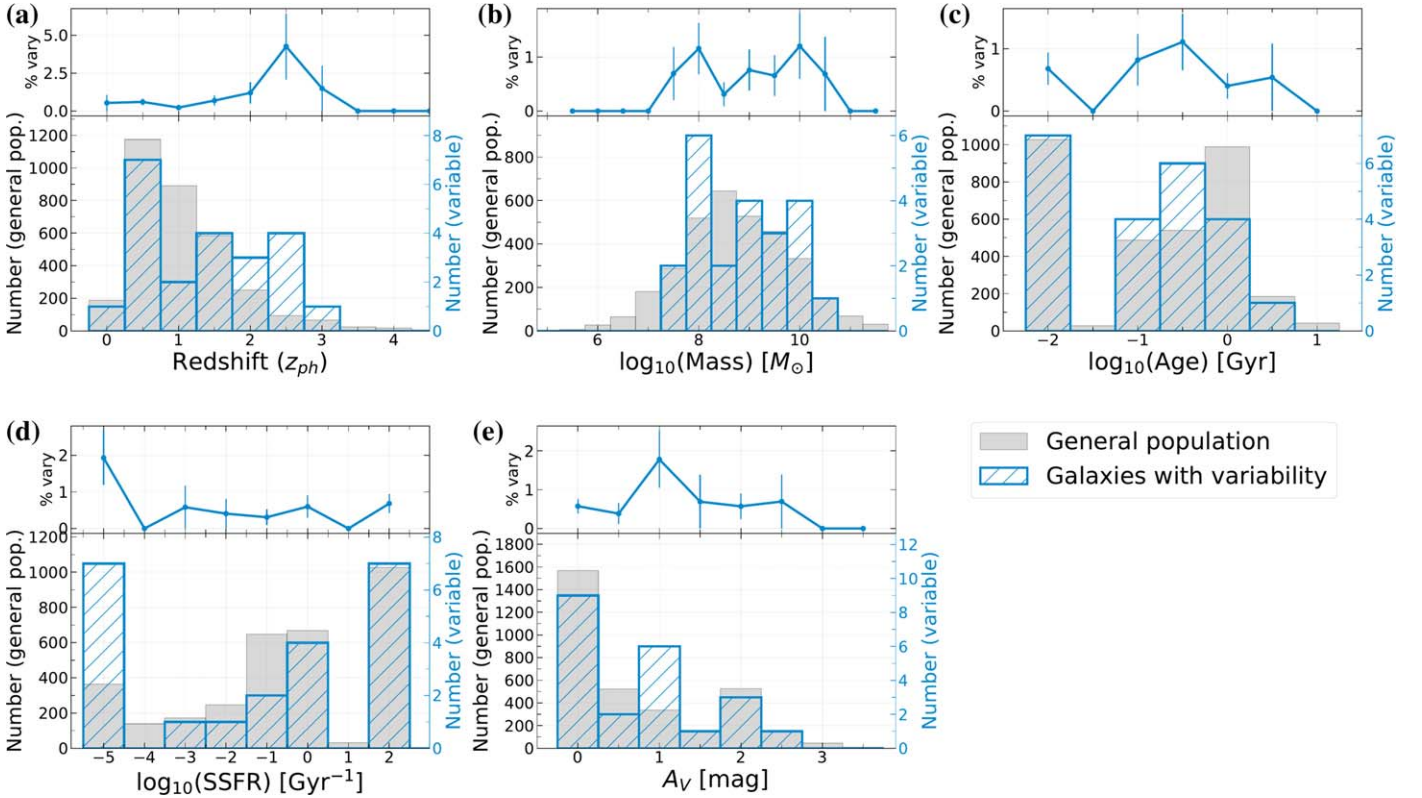 (a)
% vary
5.0
2.5
0.0
Number (general pop.)
1200
1000
800
600
400
200
0
8
6
4
2
0
Number (variable)
0 1 2 3 4
Redshift (z_ph)
(b)
% vary
1
0
Number (general pop.)
800
600
400
200
0
6
4
2
0
Number (variable)
6 8 10
log₁₀(Mass) [M⊙]
(c)
% vary
1
0
Number (general pop.)
1000
800
600
400
200
0
6
4
2
0
Number (variable)
−2 −1 0 1
log₁₀(Age) [Gyr]
(d)
% vary
2
1
0
Number (general pop.)
1200
1000
800
600
400
200
0
8
6
4
2
0
Number (variable)
−5 −4 −3 −2 −1 0 1 2
log₁₀(SSFR) [Gyr⁻¹]
(e)
% vary
2
1
0
Number (general pop.)
1800
1600
1400
1200
1000
800
600
400
200
0
12
10
8
6
4
2
0
Number (variable)
0 1 2 3
A_V [mag]
General population
Galaxies with variability